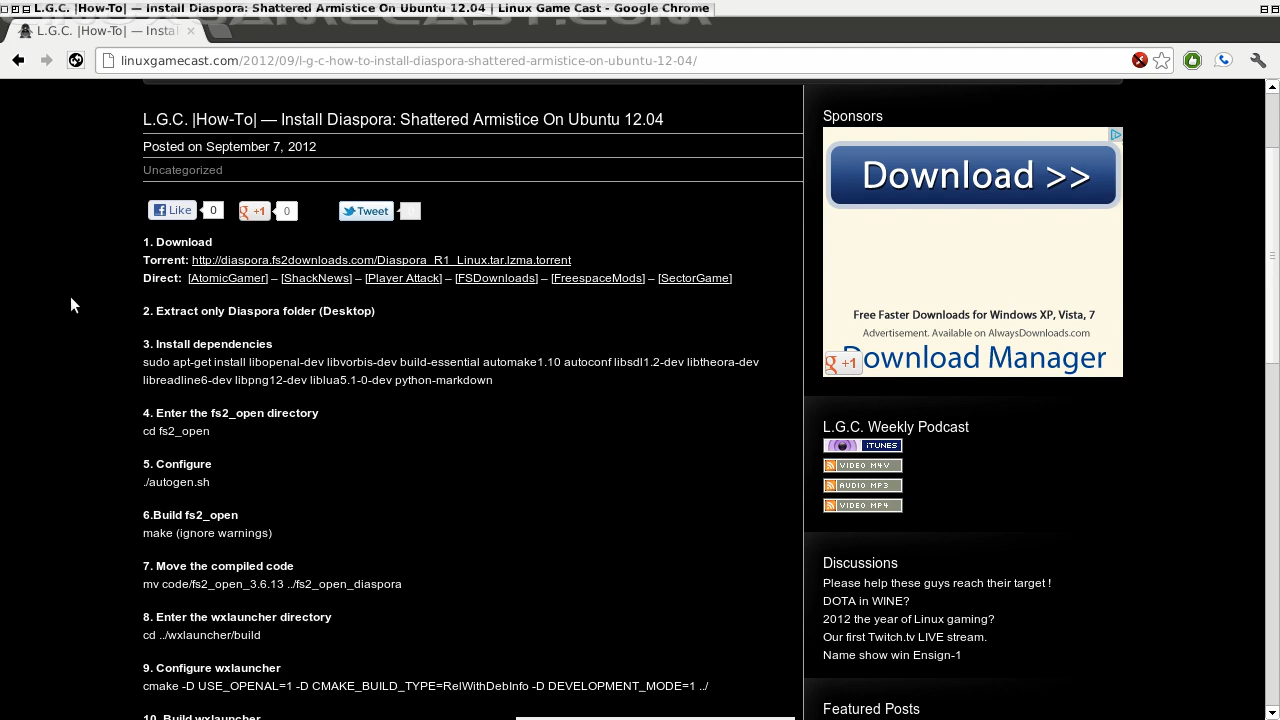 L.G.C. |How-To| — Install Diaspora: Shattered Armistice On Ubuntu 12.04 | Linux Game Cast - Google Chrome
L.G.C. |How-To| — Instal
linuxgamecast.com/2012/09/l-g-c-how-to-install-diaspora-shattered-armistice-on-ubuntu-12-04/
L.G.C. |How-To| — Install Diaspora: Shattered Armistice On Ubuntu 12.04
Posted on September 7, 2012
Uncategorized
Like 0 g +1 0 Tweet
1. Download
Torrent: http://diaspora.fs2downloads.com/Diaspora_R1_Linux.tar.lzma.torrent
Direct: [AtomicGamer] – [ShackNews] – [Player Attack] – [FSDownloads] – [FreespaceMods] – [SectorGame]
2. Extract only Diaspora folder (Desktop)
3. Install dependencies
sudo apt-get install libopenal-dev libvorbis-dev build-essential automake1.10 autoconf libsdl1.2-dev libtheora-dev
libreadline6-dev libpng12-dev liblua5.1-0-dev python-markdown
4. Enter the fs2_open directory
cd fs2_open
5. Configure
./autogen.sh
6.Build fs2_open
make (ignore warnings)
7. Move the compiled code
mv code/fs2_open_3.6.13 ../fs2_open_diaspora
8. Enter the wxlauncher directory
cd ../wxlauncher/build
9. Configure wxlauncher
cmake -D USE_OPENAL=1 -D CMAKE_BUILD_TYPE=RelWithDebInfo -D DEVELOPMENT_MODE=1 ../
10. Build wxlauncher
Sponsors
Download >>
Free Faster Downloads for Windows XP, Vista, 7
Advertisement. Available on AlwaysDownloads.com
Download Manager
g +1
L.G.C. Weekly Podcast
iTUNES
VIDEO M4V
AUDIO MP3
VIDEO MP4
Discussions
Please help these guys reach their target !
DOTA in WINE?
2012 the year of Linux gaming?
Our first Twitch.tv LIVE stream.
Name show win Ensign-1
Featured Posts